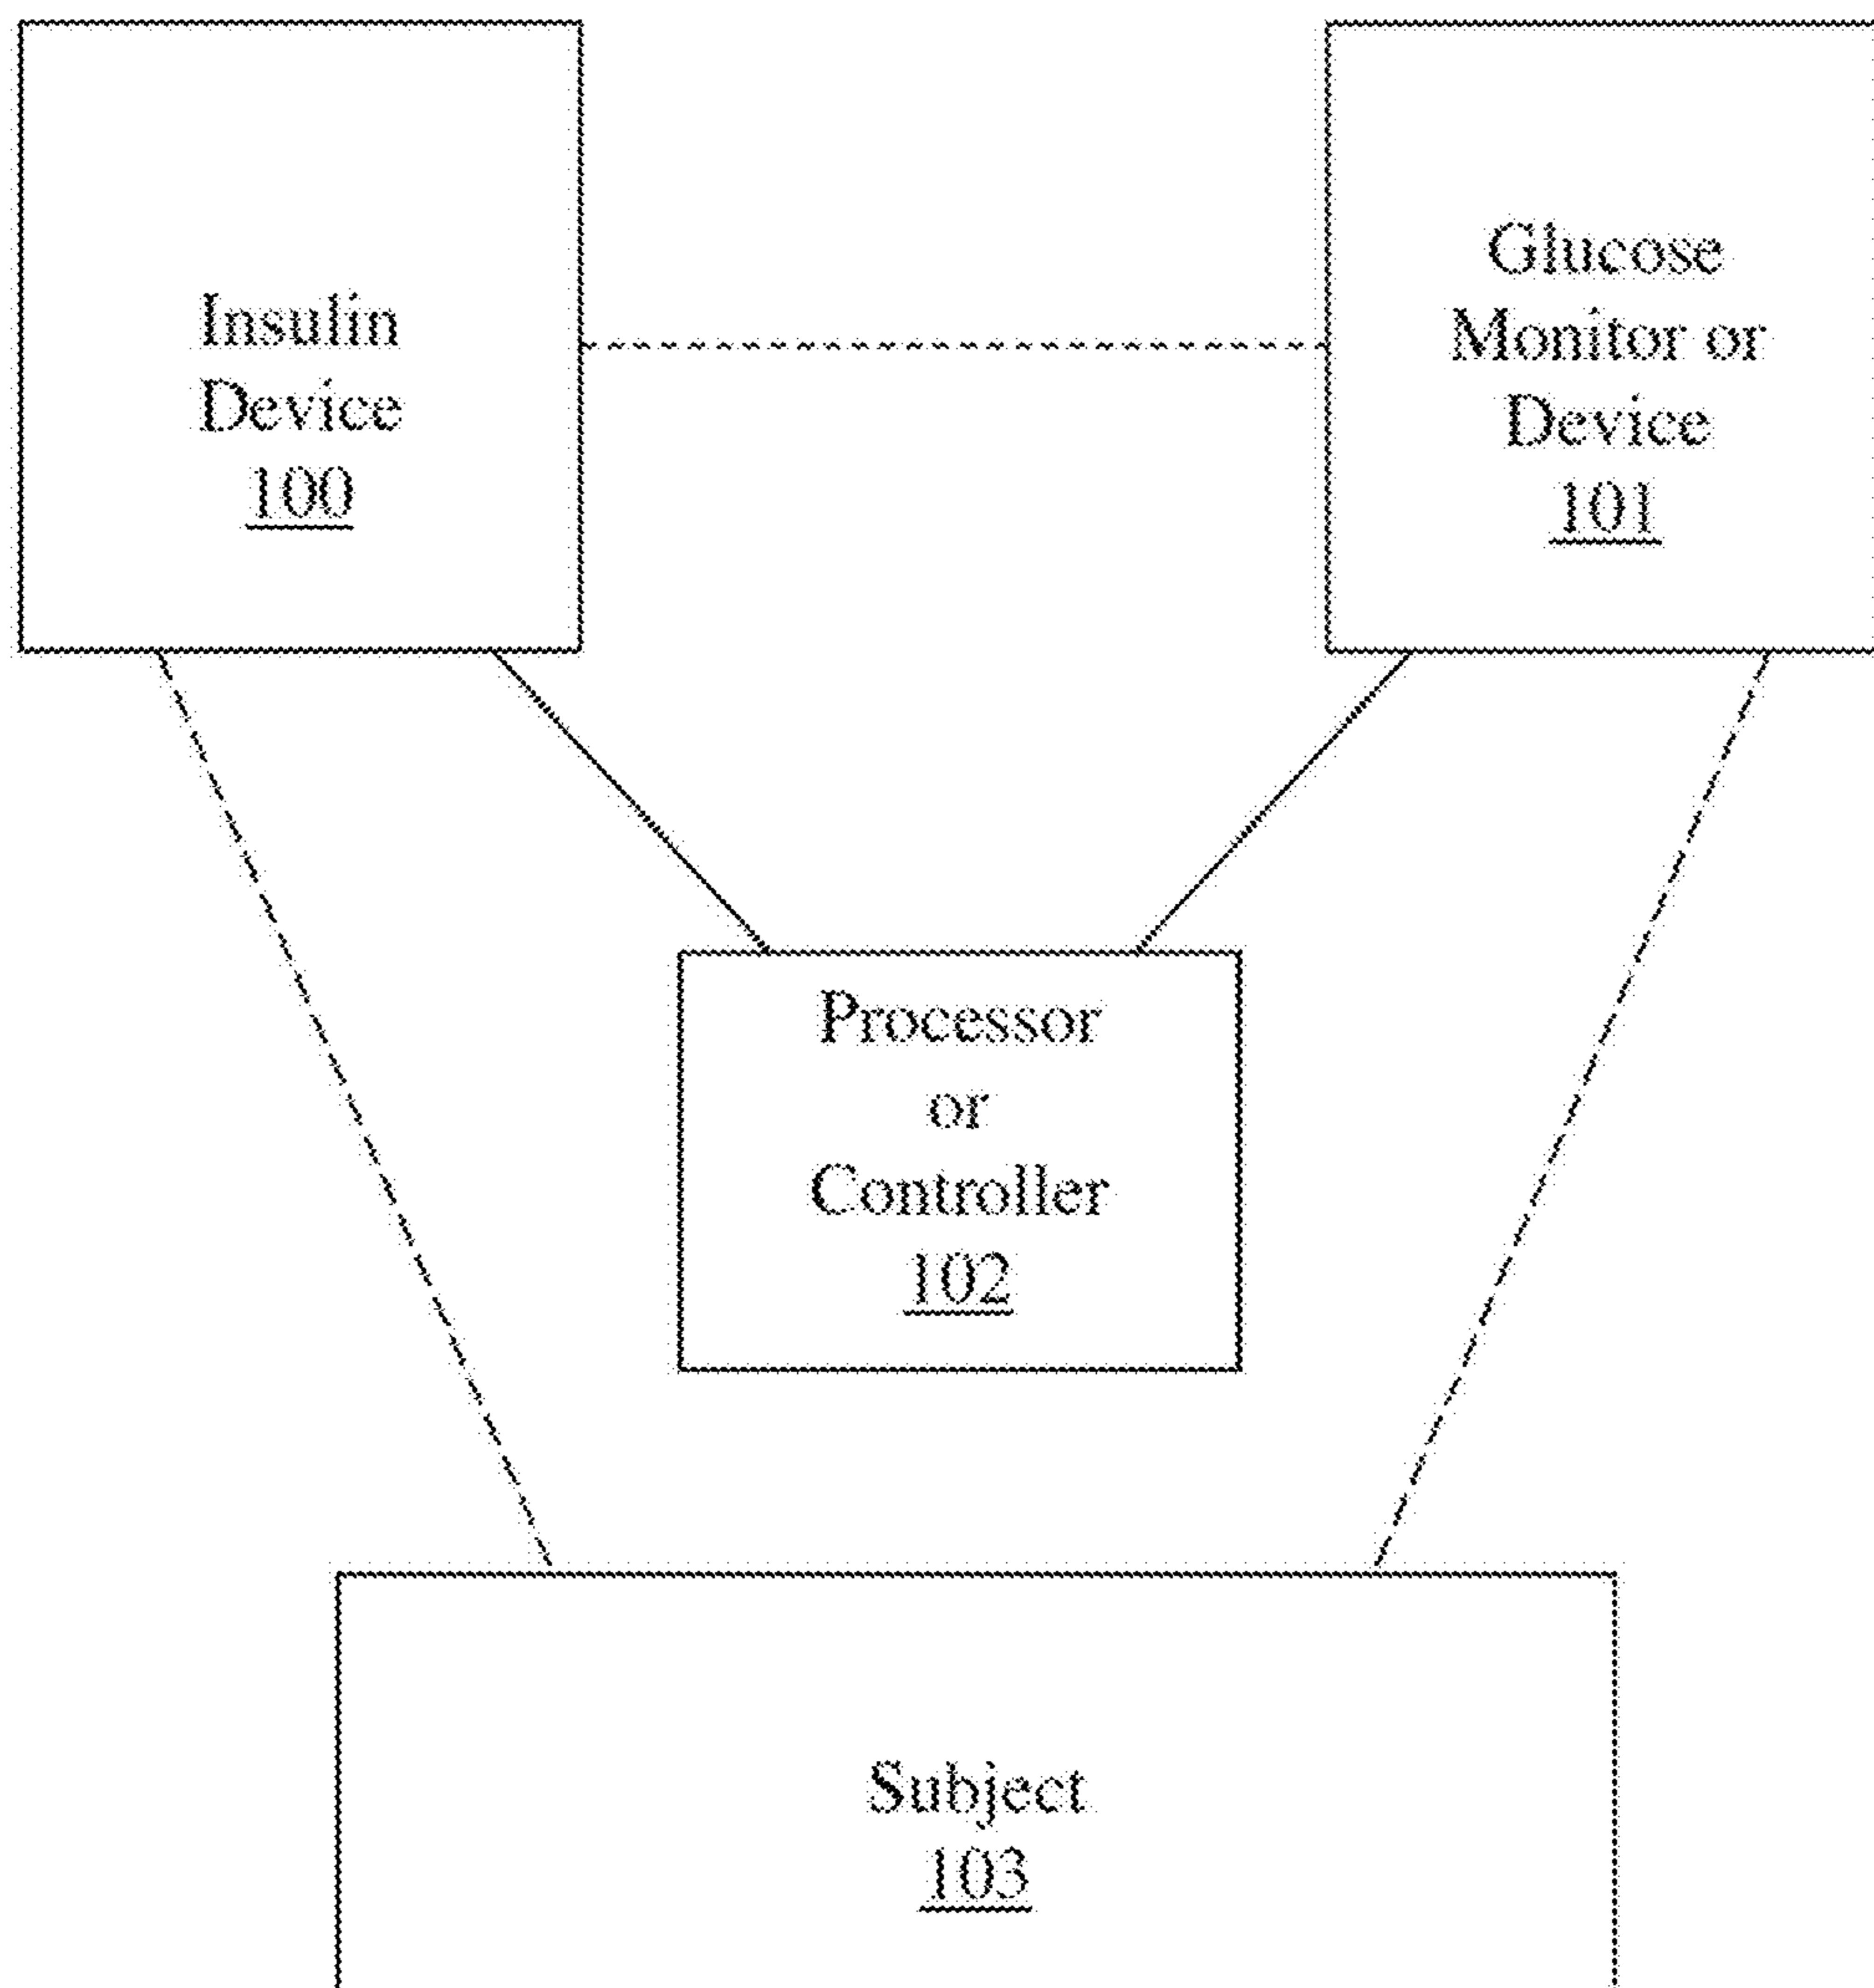 Insulin
Device
100
Glucose
Monitor or
Device
101
Processor
or
Controller
102
Subject
103